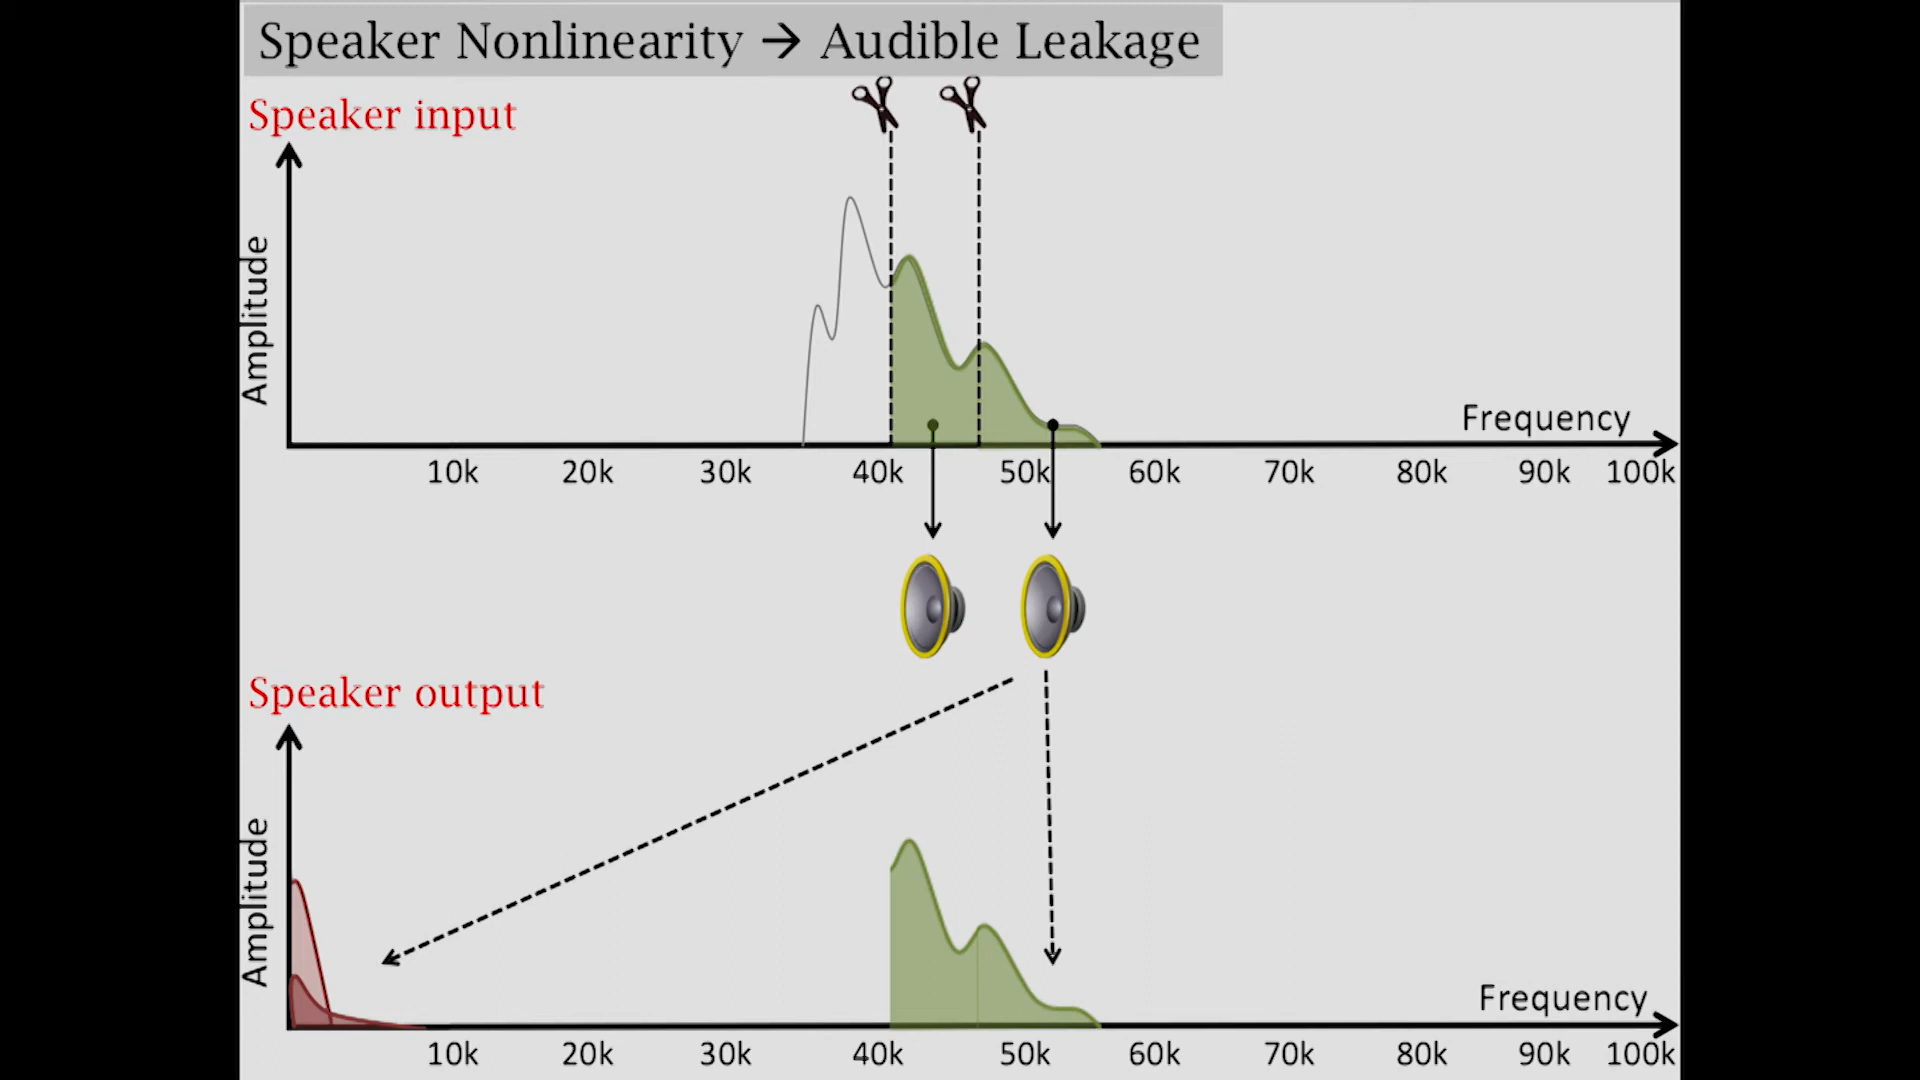 Speaker Nonlinearity → Audible Leakage
Speaker input
Amplitude
Frequency
10k 20k 30k 40k 50k 60k 70k 80k 90k 100k
Speaker output
Amplitude
Frequency
10k 20k 30k 40k 50k 60k 70k 80k 90k 100k